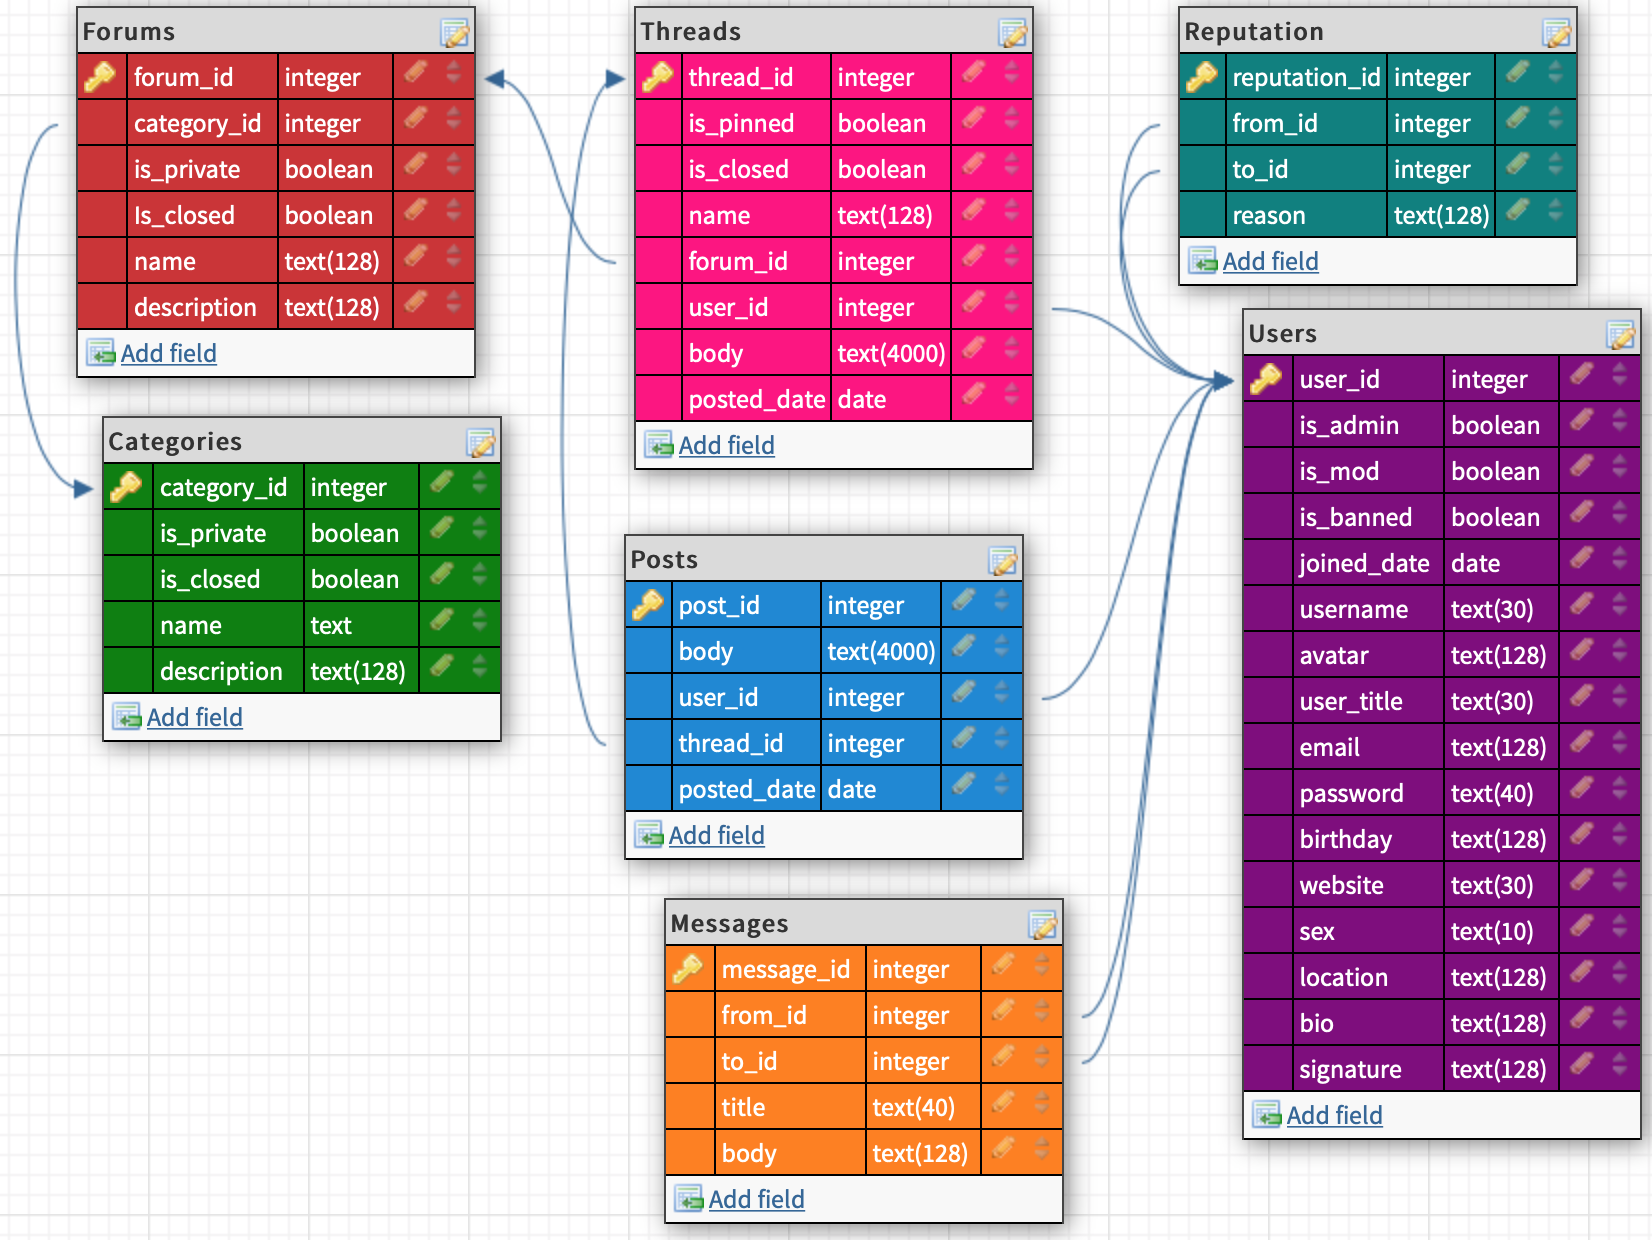 Forums
forum_id integer
category_id integer
is_private boolean
Is_closed boolean
name text(128)
description text(128)
Add field
Categories
category_id integer
is_private boolean
is_closed boolean
name text
description text(128)
Add field
Threads
thread_id integer
is_pinned boolean
is_closed boolean
name text(128)
forum_id integer
user_id integer
body text(4000)
posted_date date
Add field
Posts
post_id integer
body text(4000)
user_id integer
thread_id integer
posted_date date
Add field
Messages
message_id integer
from_id integer
to_id integer
title text(40)
body text(128)
Add field
Reputation
reputation_id integer
from_id integer
to_id integer
reason text(128)
Add field
Users
user_id integer
is_admin boolean
is_mod boolean
is_banned boolean
joined_date date
username text(30)
avatar text(128)
user_title text(30)
email text(128)
password text(40)
birthday text(128)
website text(30)
sex text(10)
location text(128)
bio text(128)
signature text(128)
Add field